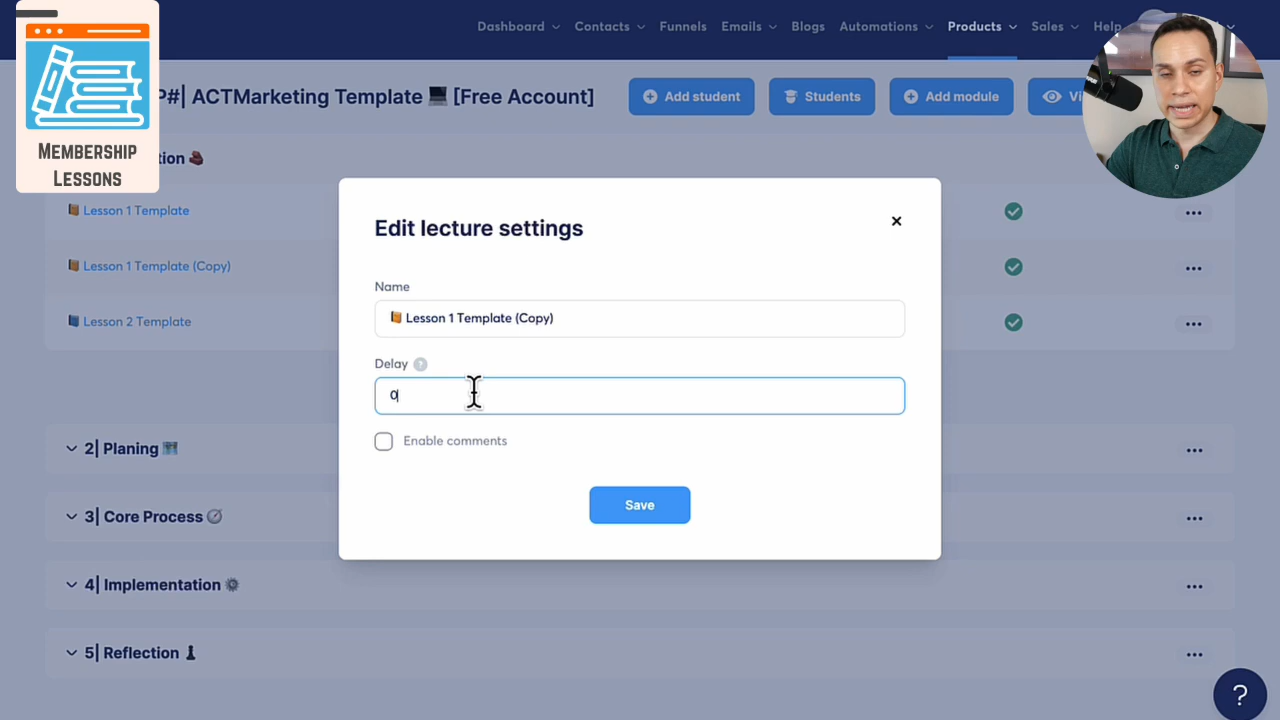 Dashboard Contacts Funnels Emails Blogs Automations Products Sales Help
P#| ACTMarketing Template 💻 [Free Account]
Add student
Students
Add module
Membership
Lessons
Lesson 1 Template
Lesson 1 Template (Copy)
Lesson 2 Template
Edit lecture settings
Name
Lesson 1 Template (Copy)
Delay ?
0
Enable comments
Save
2| Planing
3| Core Process
4| Implementation
5| Reflection
?